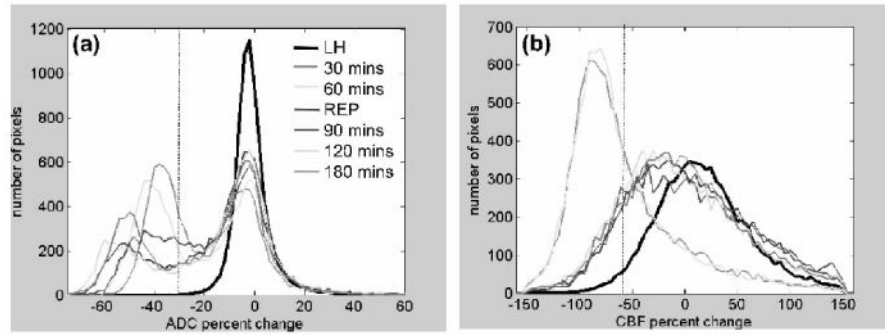 (a)
1200
1000
800
600
400
200
0
number of pixels
-60 -40 -20 0 20 40 60
ADC percent change
LH
30 mins
60 mins
REP
90 mins
120 mins
180 mins
(b)
700
600
500
400
300
200
100
0
number of pixels
-150 -100 -50 0 50 100 150
CBF percent change